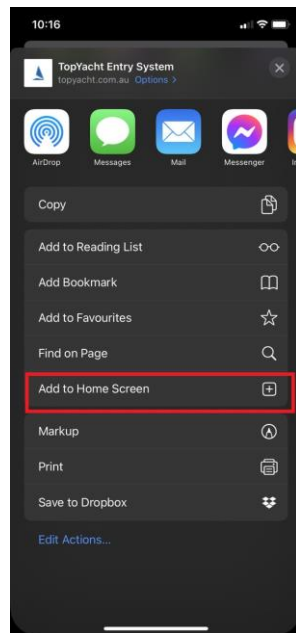 10:16
TopYacht Entry System
topyacht.com.au Options >
AirDrop Messages Mail Messenger
Copy
Add to Reading List
Add Bookmark
Add to Favourites
Find on Page
Add to Home Screen
Markup
Print
Save to Dropbox
Edit Actions...